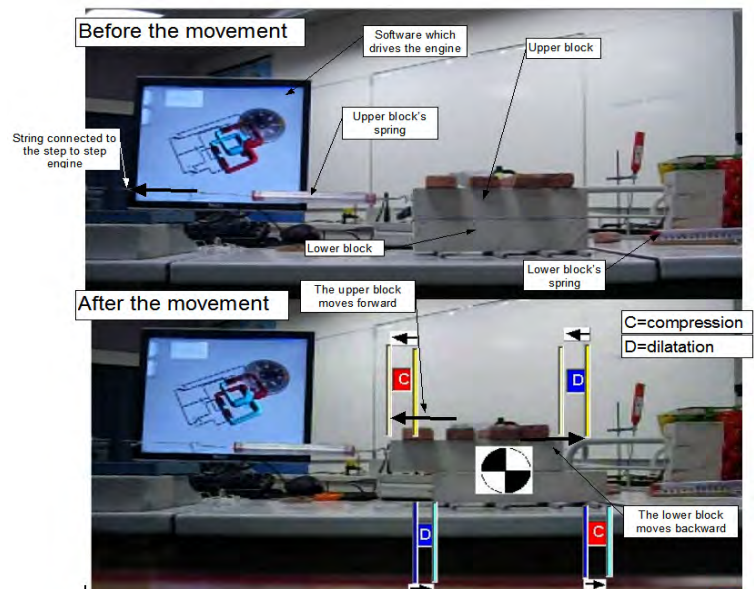 Before the movement
Software which
drives the engine
Upper block
String connected to
the step to step
engine
Upper block's
spring
Lower block
Lower block's
spring
After the movement
The upper block
moves forward
C=compression
D=dilatation
C
D
The lower block
moves backward
D
C